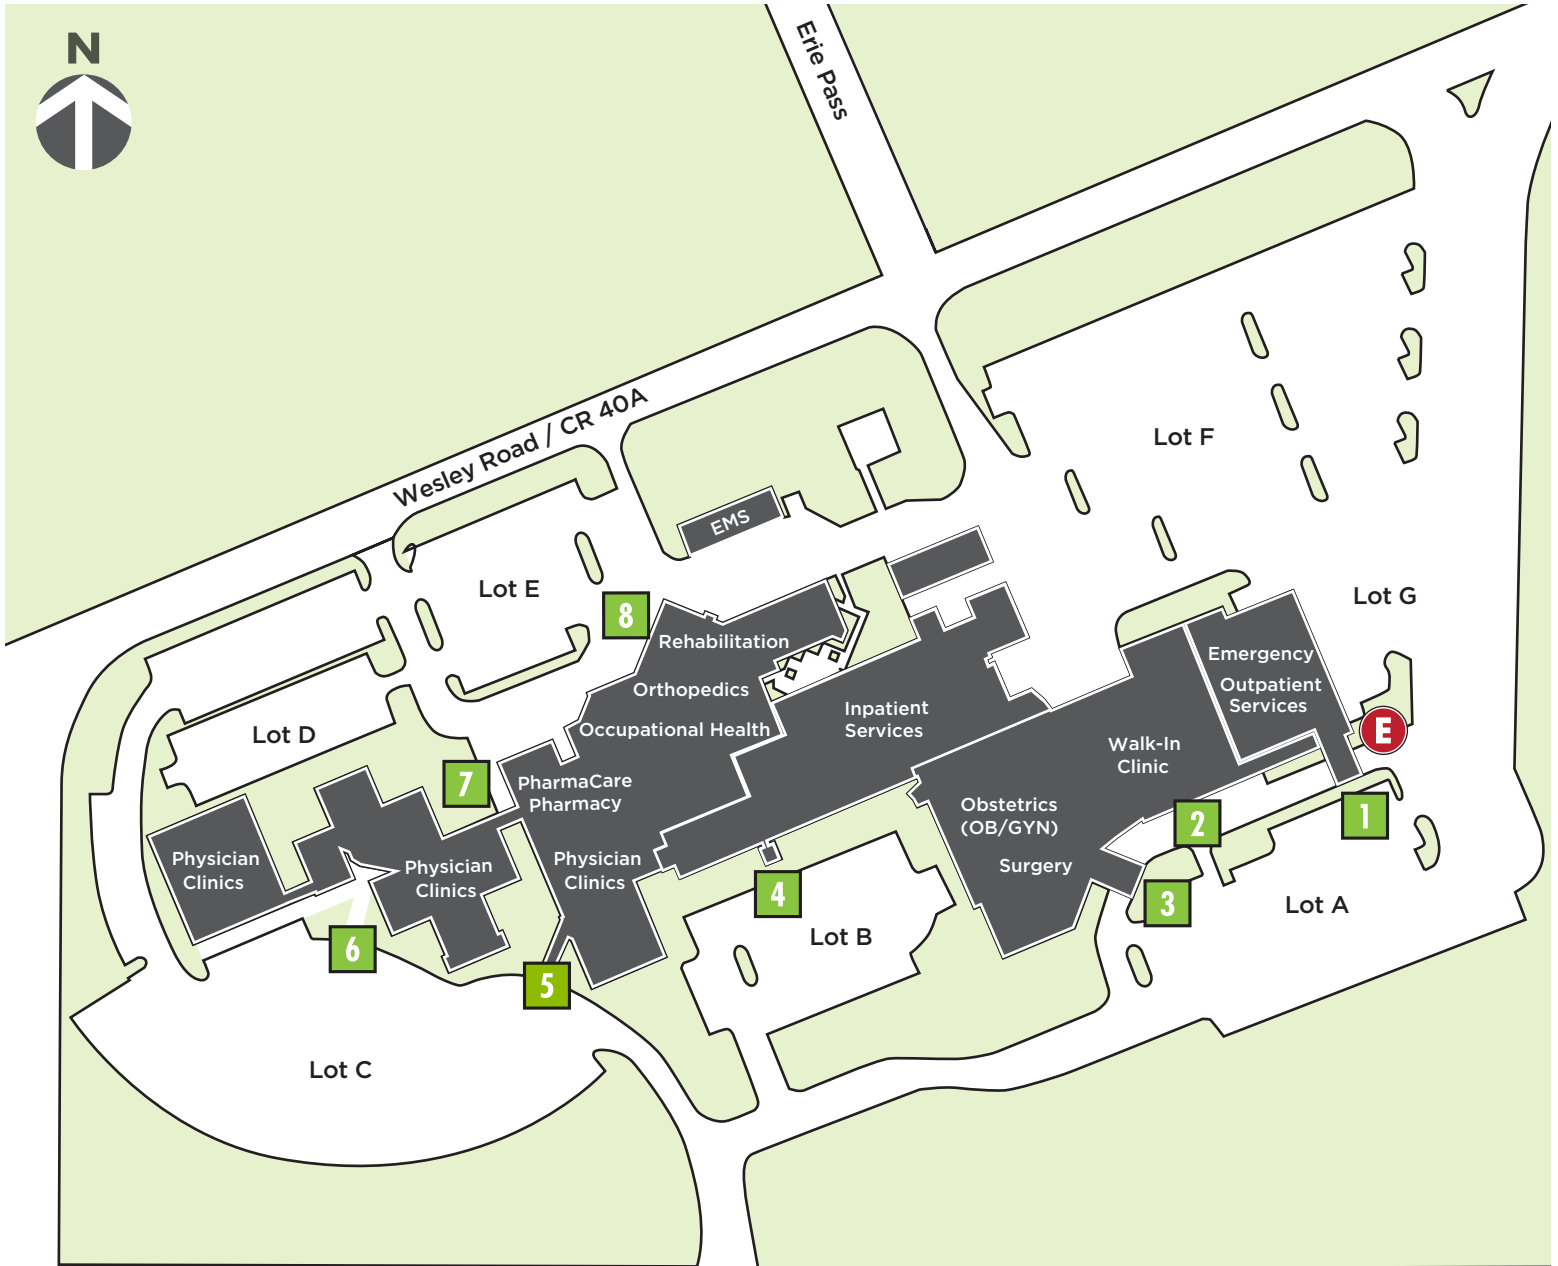 N
Erie Pass
Wesley Road / CR 40A
Lot F
EMS
Lot E
Lot G
8
Rehabilitation
Emergency
Orthopedics
Outpatient
Services
Inpatient
Services
Occupational Health
Lot D
E
Walk-In
Clinic
7
PharmaCare
Pharmacy
Obstetrics
(OB/GYN)
2
1
Physician
Clinics
Physician
Clinics
Physician
Clinics
Surgery
4
3
Lot A
Lot B
6
5
Lot C